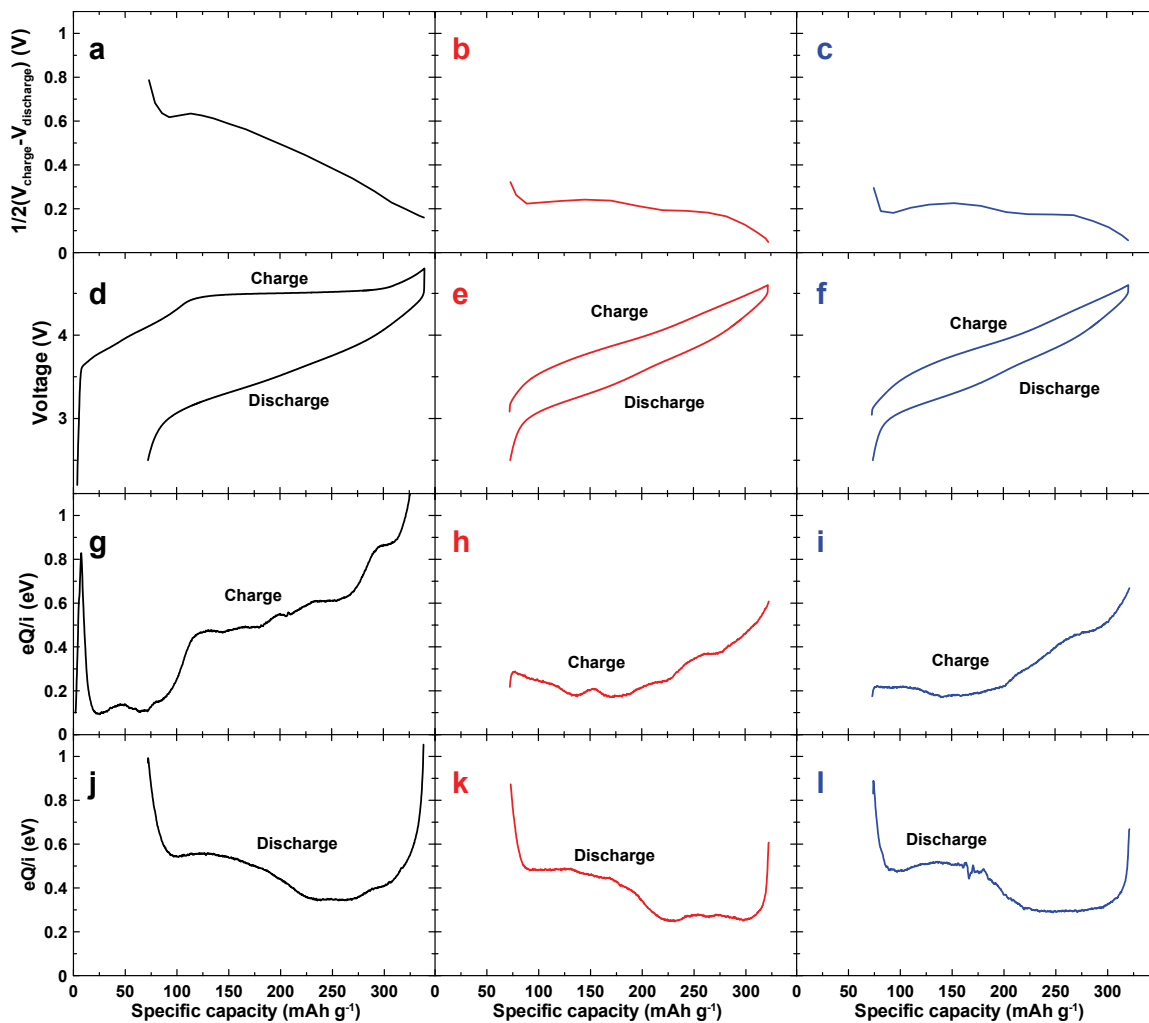 1/2(V_charge-V_discharge) (V)
1
0.8
0.6
0.4
0.2
0
a
b
c
Voltage (V)
4
3
d
Charge
Discharge
e
Charge
Discharge
f
Charge
Discharge
eQ/i (eV)
1
0.8
0.6
0.4
0.2
0
g
Charge
h
Charge
i
Charge
eQ/i (eV)
1
0.8
0.6
0.4
0.2
0
j
Discharge
k
Discharge
l
Discharge
0 50 100 150 200 250 300 0 50 100 150 200 250 300 0 50 100 150 200 250 300
Specific capacity (mAh g⁻¹) Specific capacity (mAh g⁻¹) Specific capacity (mAh g⁻¹)